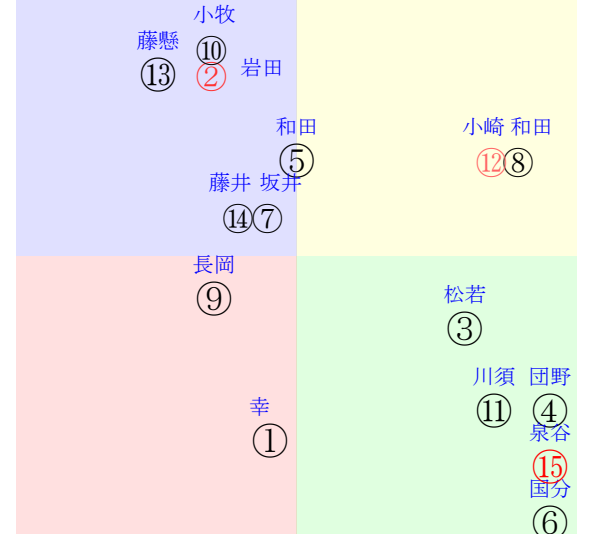 小牧
藤懸 ⑩
⑬ ② 岩田
和田 小崎 和田
⑤ ⑫⑧
藤井 坂井
⑭⑦
長岡
⑨ 松若
③
川須 団野
幸 ⑪ ④
① 泉谷
⑮
国分
⑥